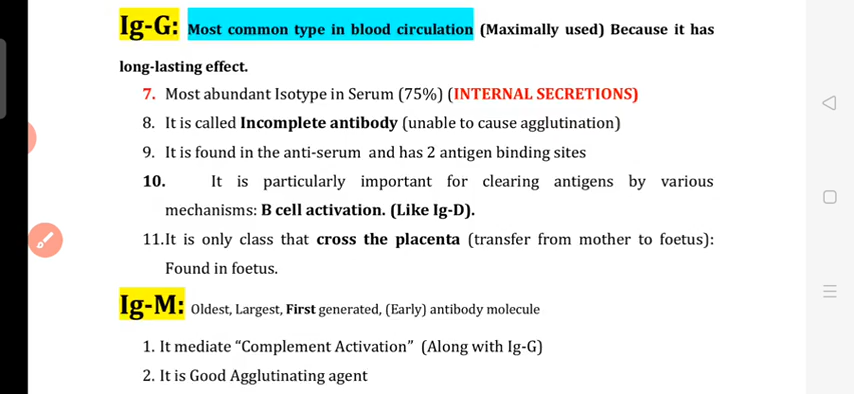 Ig-G: Most common type in blood circulation (Maximally used) Because it has
long-lasting effect.
7. Most abundant Isotype in Serum (75%) (INTERNAL SECRETIONS)
8. It is called Incomplete antibody (unable to cause agglutination)
9. It is found in the anti-serum and has 2 antigen binding sites
10. It is particularly important for clearing antigens by various
mechanisms: B cell activation. (Like Ig-D).
11.It is only class that cross the placenta (transfer from mother to foetus):
Found in foetus.
Ig-M: Oldest, Largest, First generated, (Early) antibody molecule
1. It mediate “Complement Activation” (Along with Ig-G)
2. It is Good Agglutinating agent